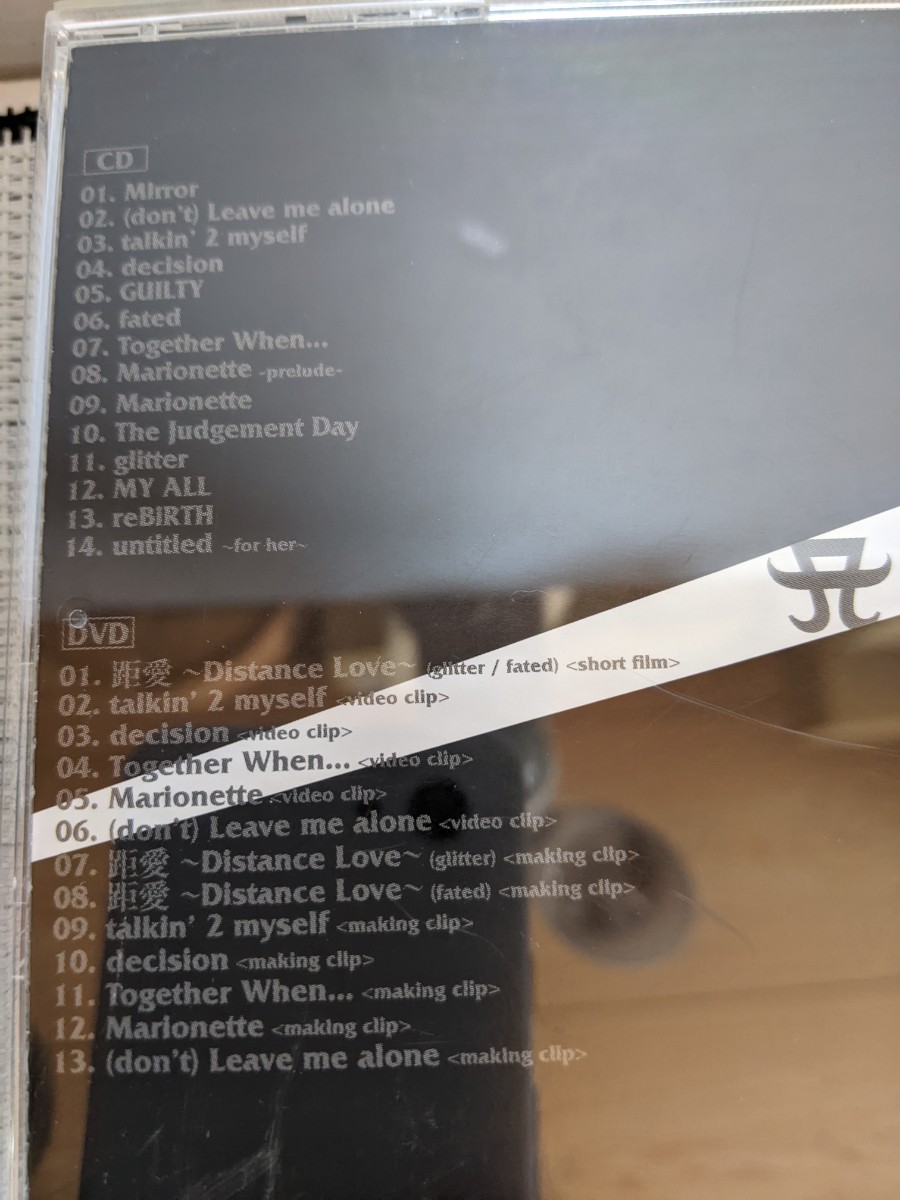 CD
01. Mirror
02. (don't) Leave me alone
03. talkin' 2 myself
04. decision
05. GUILTY
06. fated
07. Together When...
08. Marionette -prelude-
09. Marionette
10. The Judgement Day
11. glitter
12. MY ALL
13. reBiRTH
14. untitled ~for her~
DVD
01. 距愛 ~Distance Love~ (glitter / fated) <short film>
02. talkin' 2 myself <video clip>
03. decision <video clip>
04. Together When... <video clip>
05. Marionette <video clip>
06. (don't) Leave me alone <video clip>
07. 距愛 ~Distance Love~ (glitter) <making clip>
08. 距愛 ~Distance Love~ (fated) <making clip>
09. talkin' 2 myself <making clip>
10. decision <making clip>
11. Together When... <making clip>
12. Marionette <making clip>
13. (don't) Leave me alone <making clip>